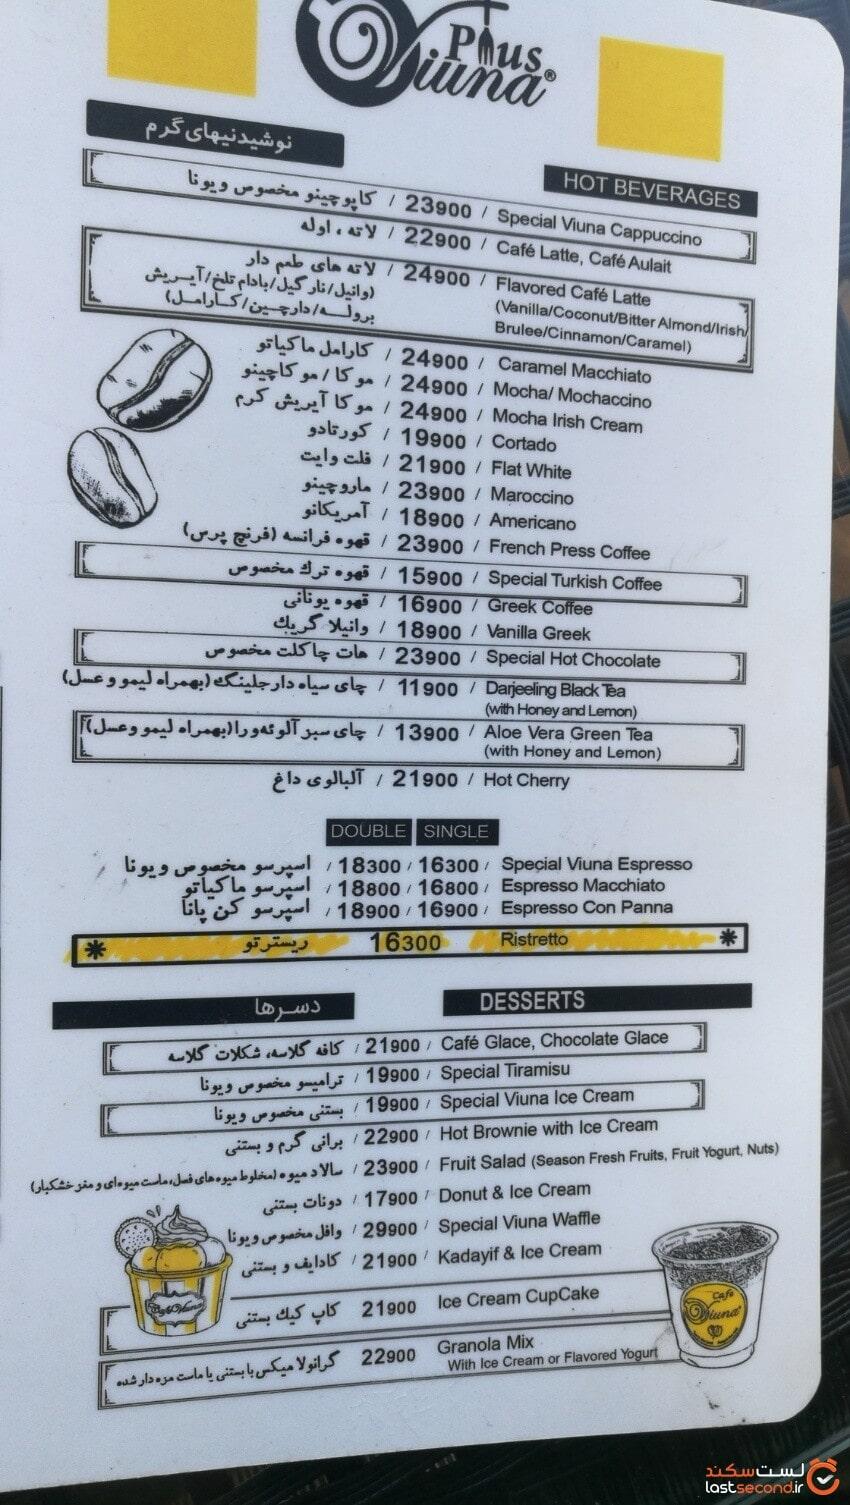 Viuna Plus®
نوشیدنیهای گرم
HOT BEVERAGES
کاپوچینو مخصوص ویونا / 23900 / Special Viuna Cappuccino
لاته ، اوله / 22900 / Café Latte, Café Aulait
لاته های طعم دار / 24900 / Flavored Café Latte
(وانیل/نارگیل/بادام تلخ/آیریش (Vanilla/Coconut/Bitter Almond/Irish/
برولـه/دارچـین/کـارامـل) Brulee/Cinnamon/Caramel)
کارامل ماکیاتو / 24900 / Caramel Macchiato
موکا / موکاچینو / 24900 / Mocha/ Mochaccino
موکا آیریش کرم / 24900 / Mocha Irish Cream
کورتادو / 19900 / Cortado
فلت وایت / 21900 / Flat White
ماروچینو / 23900 / Maroccino
آمریکانو / 18900 / Americano
قهوه فرانسه (فرنچ پرس) / 23900 / French Press Coffee
قهوه ترک مخصوص / 15900 / Special Turkish Coffee
قهوه یونانی / 16900 / Greek Coffee
وانیلا گریک / 18900 / Vanilla Greek
هات چاکلت مخصوص / 23900 / Special Hot Chocolate
چای سیاه دارجلینگ (بهمراه لیمو و عسل) / 11900 / Darjeeling Black Tea
(with Honey and Lemon)
چای سبز آلوئه‌ورا (بهمراه لیمو وعسل) / 13900 / Aloe Vera Green Tea
(with Honey and Lemon)
آلبالوی داغ / 21900 / Hot Cherry
DOUBLE SINGLE
اسپرسو مخصوص ویونا / 18300 / 16300 / Special Viuna Espresso
اسپرسو ماکیاتو / 18800 / 16800 / Espresso Macchiato
اسپرسو کن پانا / 18900 / 16900 / Espresso Con Panna
* ریسترتو 16300 Ristretto *
دسرها
DESSERTS
کافه گلاسه، شکلات گلاسه / 21900 / Café Glace, Chocolate Glace
ترامیسو مخصوص ویونا / 19900 / Special Tiramisu
بستنی مخصوص ویونا / 19900 / Special Viuna Ice Cream
برانی گرم و بستنی / 22900 / Hot Brownie with Ice Cream
سالاد میوه (مخلوط میوه های فصل، ماست میوه‌ای و مغز خشکبار) / 23900 / Fruit Salad (Season Fresh Fruits, Fruit Yogurt, Nuts)
دونات بستنی / 17900 / Donut & Ice Cream
وافل مخصوص ویونا / 29900 / Special Viuna Waffle
کادایف و بستنی / 21900 / Kadayif & Ice Cream
کاپ کیک بستنی 21900 Ice Cream CupCake
گرانولا میکس با بستنی یا ماست مزه دار شده 22900 Granola Mix
With Ice Cream or Flavored Yogurt
Café Viuna
Cafe Viuna
لست‌سکند
lastsecond.ir